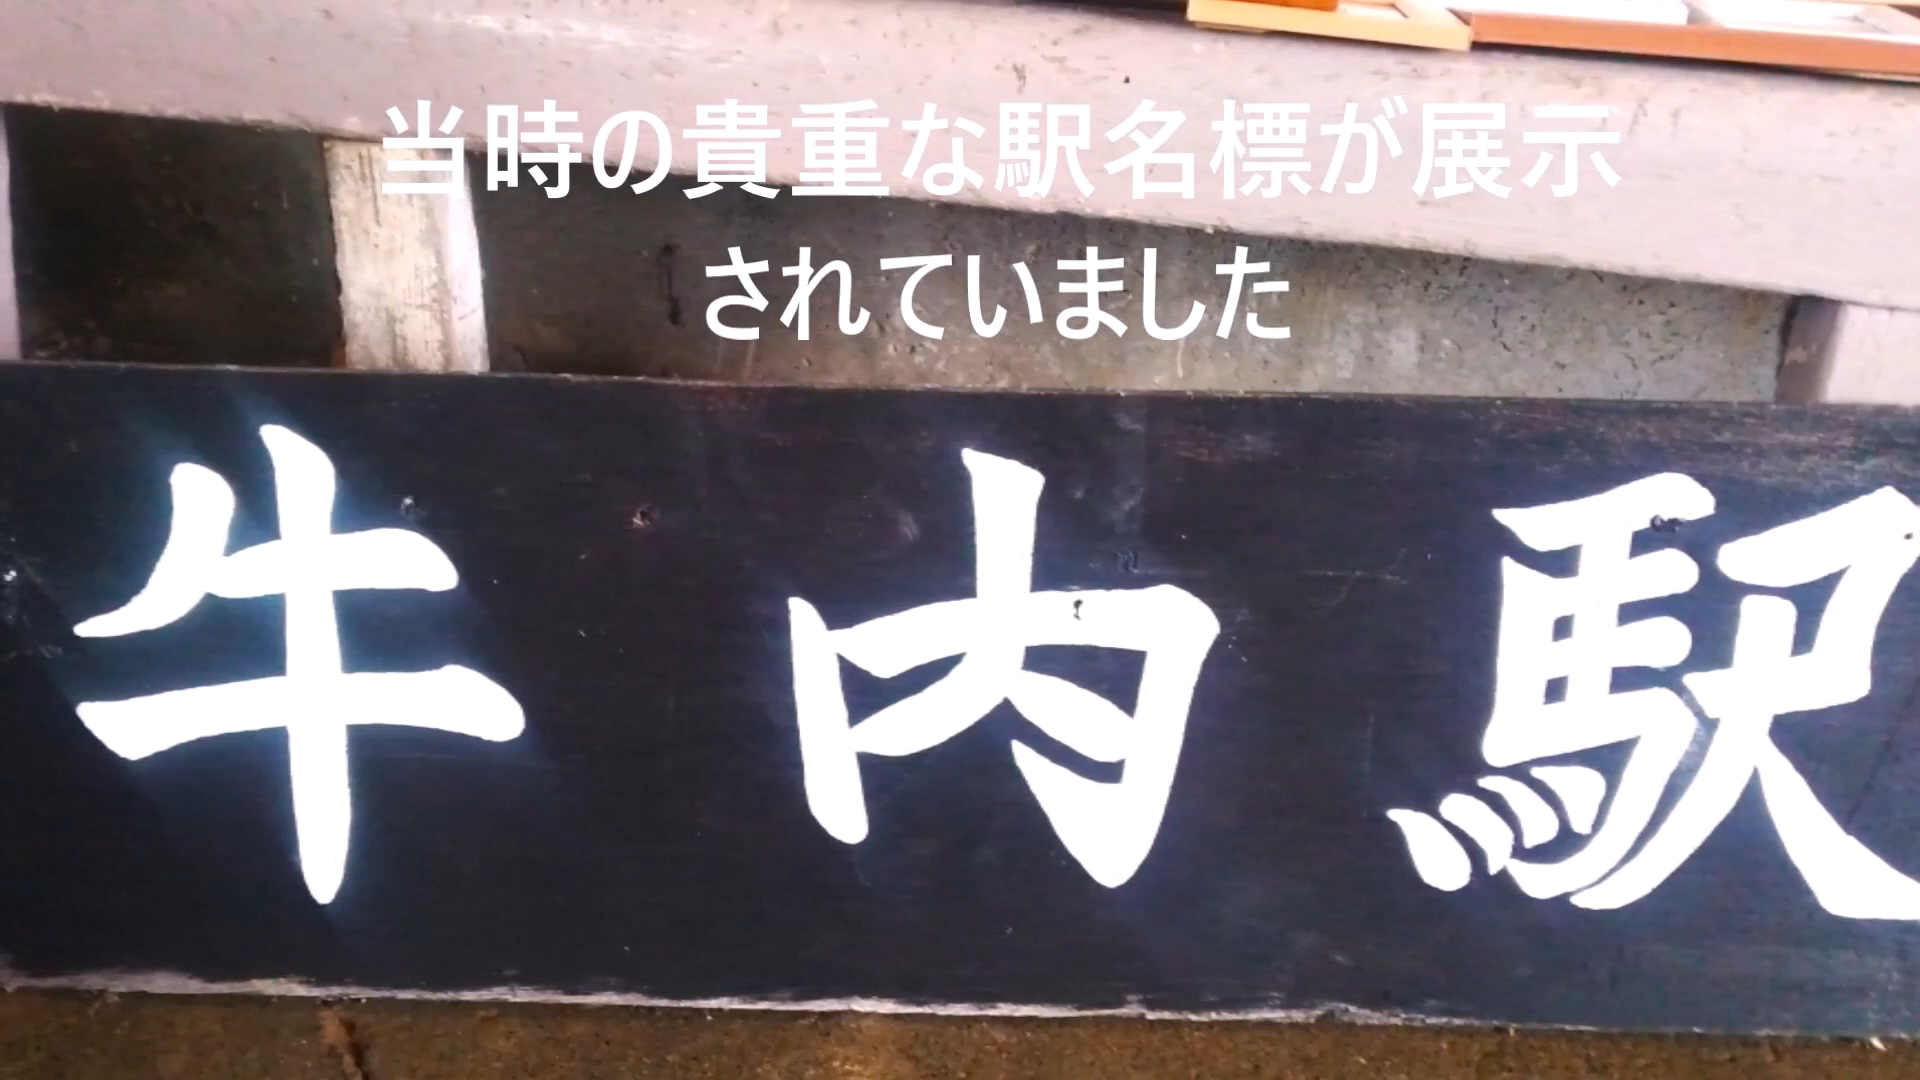 当時の貴重な駅名標が展示
されていました
牛内駅